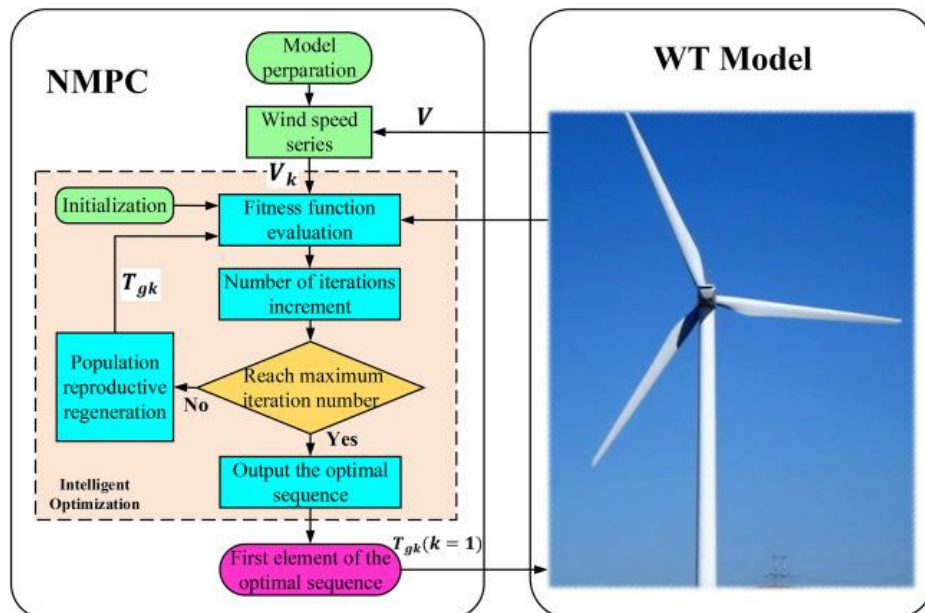 NMPC
Model
perparation
Wind speed
series
V
V_k
Initialization
Fitness function
evaluation
T_gk
Number of iterations
increment
Population
reproductive
regeneration
No
Reach maximum
iteration number
Yes
Output the optimal
sequence
Intelligent
Optimization
First element of the
optimal sequence
T_gk(k = 1)
WT Model